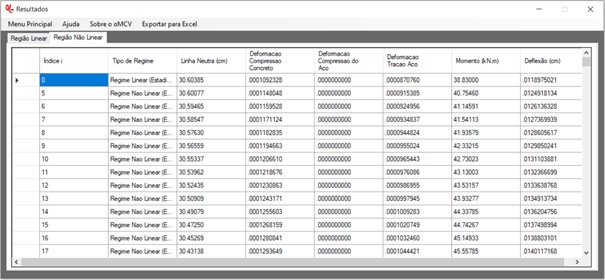 Resultados
Menu Principal Ajuda Sobre o αMCV Exportar para Excel
Região Linear Região Não Linear
Índice i Tipo de Regime Linha Neutra (cm) Deformacao Compressao Concreto Deformacao Compressao do Aco Deformacao Tracao Aco Momento (kN.m) Deflexão (cm)
0 Regime Linear (Estadi... 30.60385 .0001092328 .0000000000 .0000870760 38.83000 .0118975021
5 Regime Nao Linear (E... 30.60077 .0001148048 .0000000000 .0000915385 40.75460 .0124918134
6 Regime Nao Linear (E... 30.59465 .0001159528 .0000000000 .0000924956 41.14591 .0126136328
7 Regime Nao Linear (E... 30.58547 .0001171124 .0000000000 .0000934837 41.54113 .0127369939
8 Regime Nao Linear (E... 30.57630 .0001182835 .0000000000 .0000944824 41.93579 .0128605617
9 Regime Nao Linear (E... 30.56559 .0001194663 .0000000000 .0000955024 42.33215 .0129850241
10 Regime Nao Linear (E... 30.55337 .0001206610 .0000000000 .0000965443 42.73023 .0131103881
11 Regime Nao Linear (E... 30.53962 .0001218676 .0000000000 .0000976086 43.13003 .0132366699
12 Regime Nao Linear (E... 30.52435 .0001230863 .0000000000 .0000986955 43.53157 .0133638768
13 Regime Nao Linear (E... 30.50909 .0001243171 .0000000000 .0000997945 43.93277 .0134913734
14 Regime Nao Linear (E... 30.49079 .0001255603 .0000000000 .0001009283 44.33785 .0136204756
15 Regime Nao Linear (E... 30.47250 .0001268159 .0000000000 .0001020749 44.74267 .0137498994
16 Regime Nao Linear (E... 30.45269 .0001280841 .0000000000 .0001032460 45.14933 .0138803101
17 Regime Nao Linear (E... 30.43138 .0001293649 .0000000000 .0001044421 45.55785 .0140117168